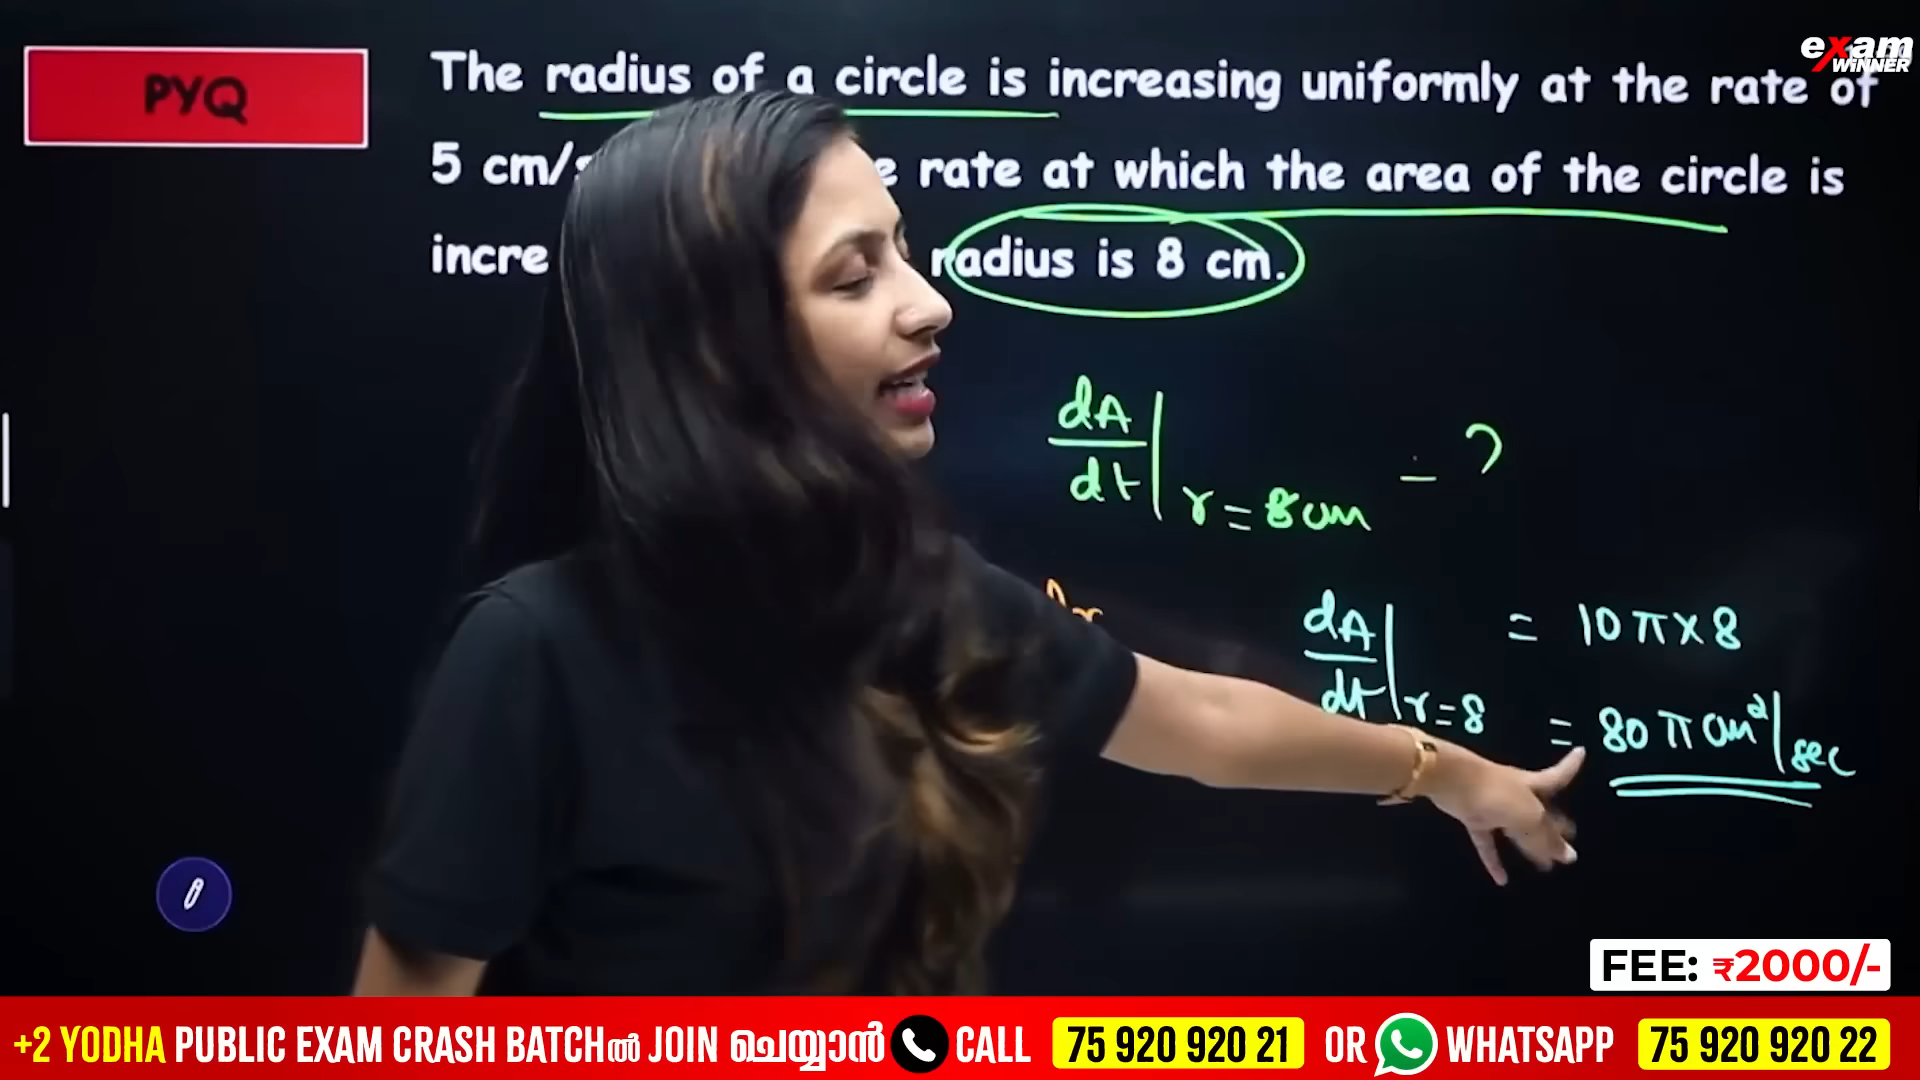 PYQ
The radius of a circle is increasing uniformly at the rate of
5 cm/s e rate at which the area of the circle is
incre radius is 8 cm.
exam
WINNER
dA/dt | r = 8cm = ?
dA/dt | r = 8 = 10 π × 8
= 80 π cm²/sec
FEE: ₹2000/-
+2 YODHA PUBLIC EXAM CRASH BATCHൽ JOIN ചെയ്യാൻ CALL 75 920 920 21 OR WHATSAPP 75 920 920 22